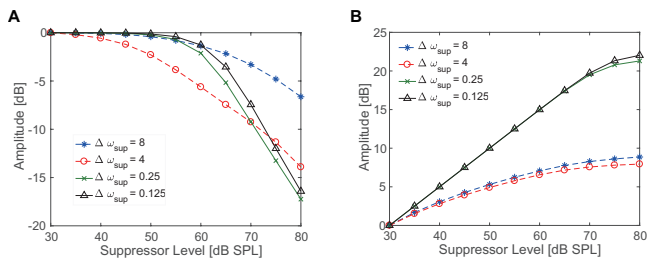 A
B
0
-5
-10
-15
-20
Amplitude [dB]
Δ ω_sup = 8
Δ ω_sup = 4
Δ ω_sup = 0.25
Δ ω_sup = 0.125
30 40 50 60 70 80
Suppressor Level [dB SPL]
25
20
15
10
5
0
Amplitude [dB]
Δ ω_sup = 8
Δ ω_sup = 4
Δ ω_sup = 0.25
Δ ω_sup = 0.125
30 40 50 60 70 80
Suppressor Level [dB SPL]